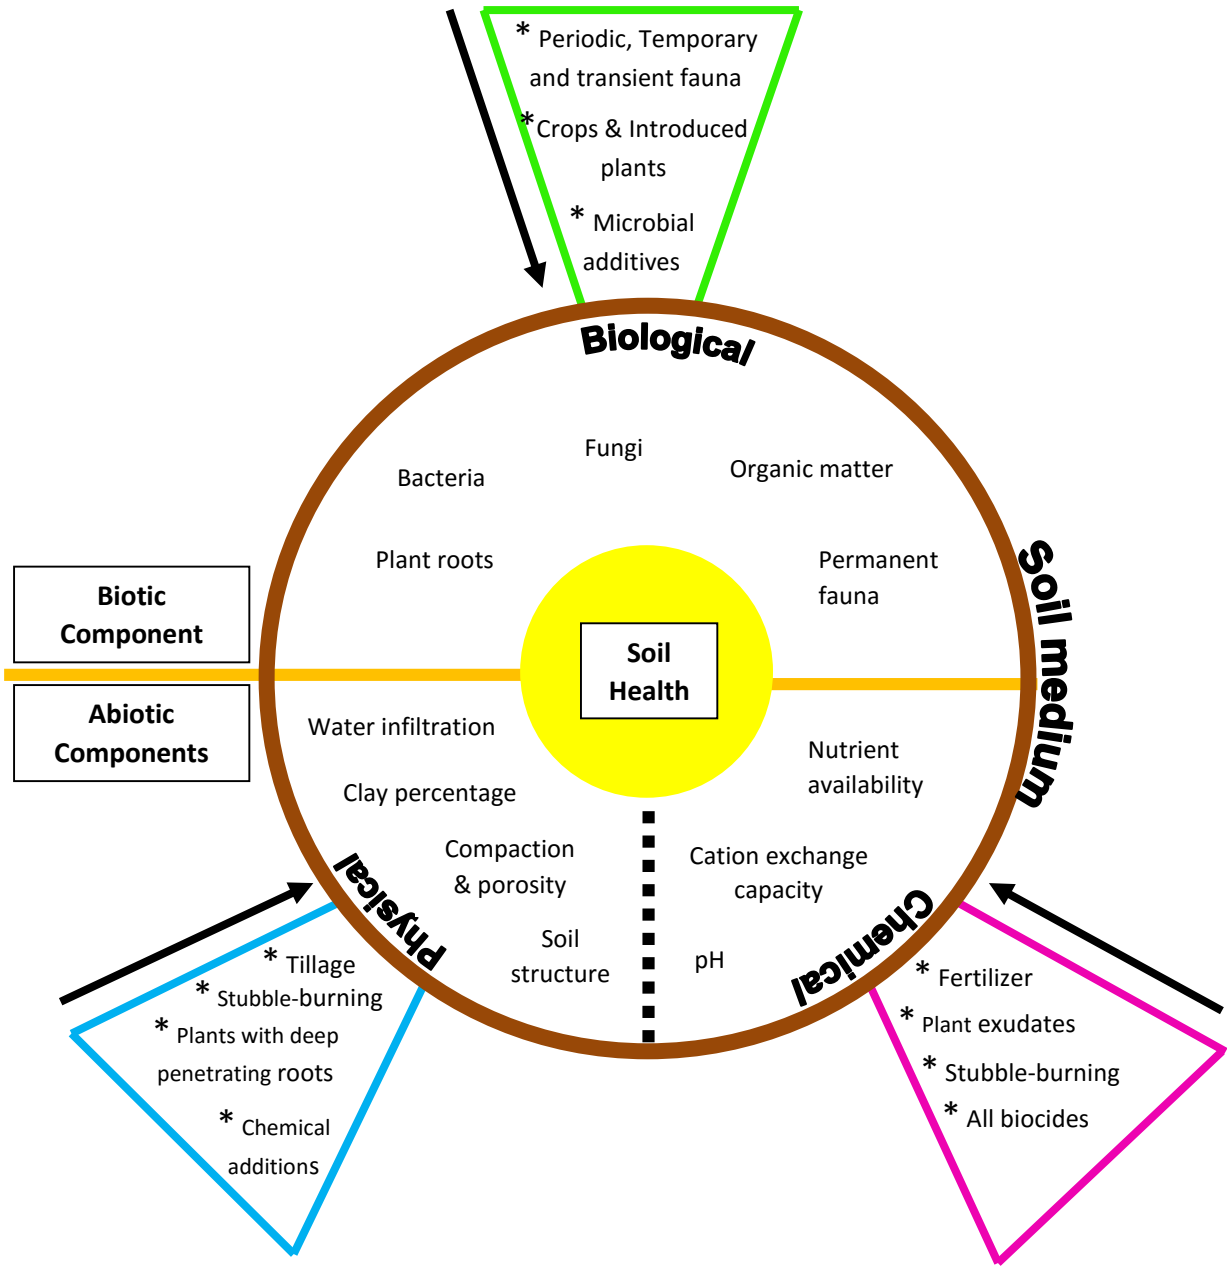 * Periodic, Temporary
and transient fauna
*Crops & Introduced
plants
* Microbial
additives
Biological
Fungi
Bacteria
Organic matter
Plant roots
Permanent
fauna
Biotic
Component
Soil
Health
Soil medium
Abiotic
Components
Water infiltration
Nutrient
availability
Clay percentage
Compaction
& porosity
Cation exchange
capacity
Physical
Chemical
Soil
structure
pH
* Tillage
* Stubble-burning
* Plants with deep
penetrating roots
* Chemical
additions
* Fertilizer
* Plant exudates
* Stubble-burning
* All biocides